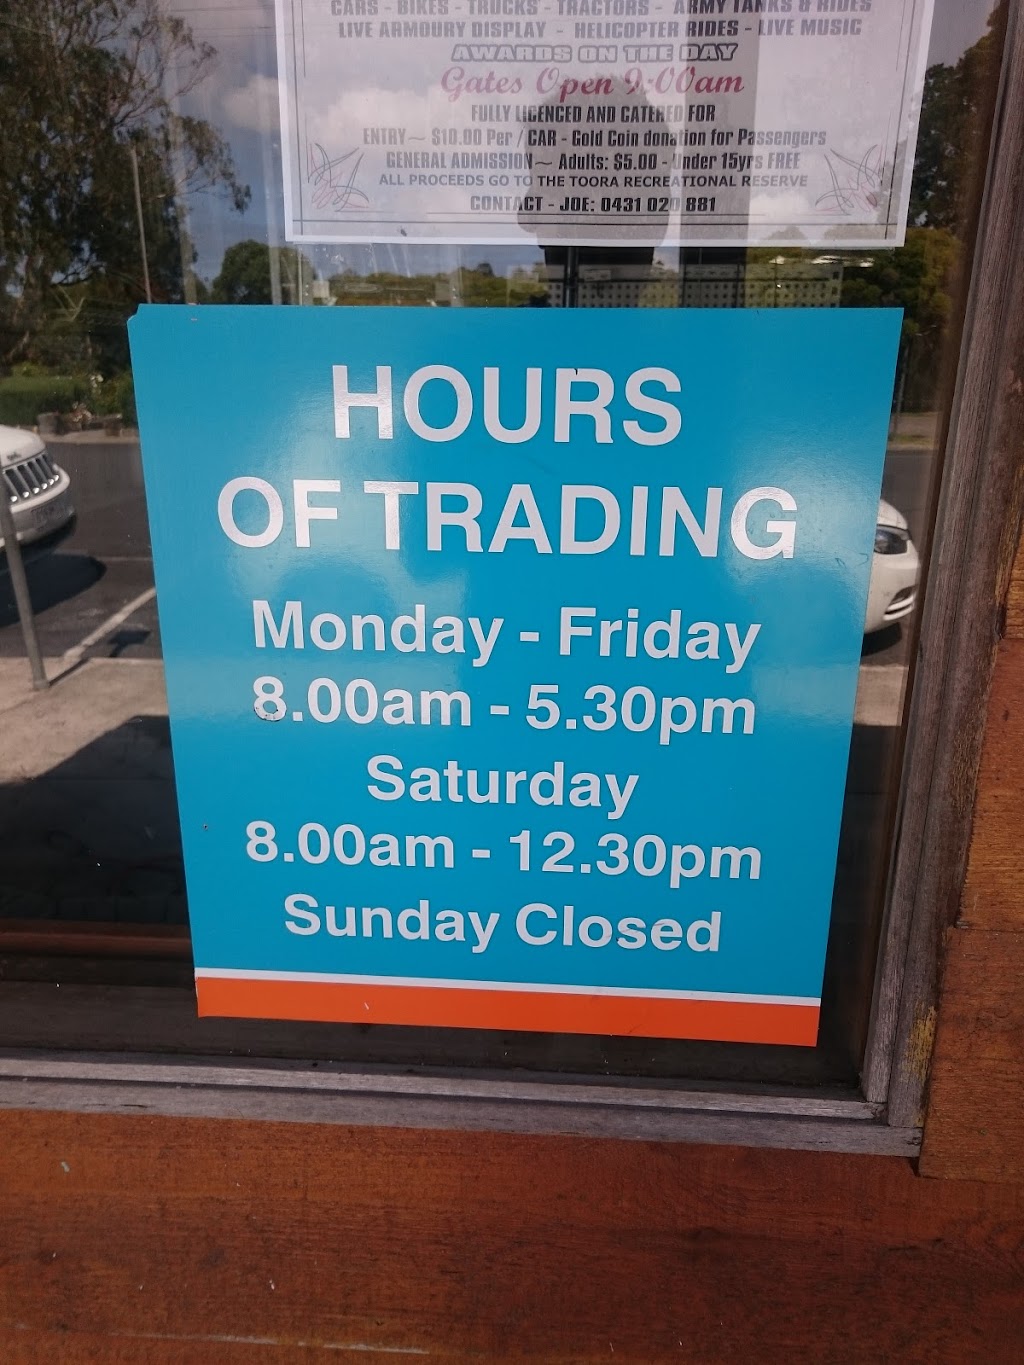 CARS - BIKES - TRUCKS - TRACTORS - ARMY TANKS & RIDES
LIVE ARMOURY DISPLAY - HELICOPTER RIDES - LIVE MUSIC
AWARDS ON THE DAY
Gates Open 9:00am
FULLY LICENCED AND CATERED FOR
ENTRY~ $10.00 Per / CAR - Gold Coin donation for Passengers
GENERAL ADMISSION~ Adults: $5.00 - Under 15yrs FREE
ALL PROCEEDS GO TO THE TOORA RECREATIONAL RESERVE
CONTACT - JOE: 0431 020 881
HOURS
OF TRADING
Monday - Friday
8.00am - 5.30pm
Saturday
8.00am - 12.30pm
Sunday Closed